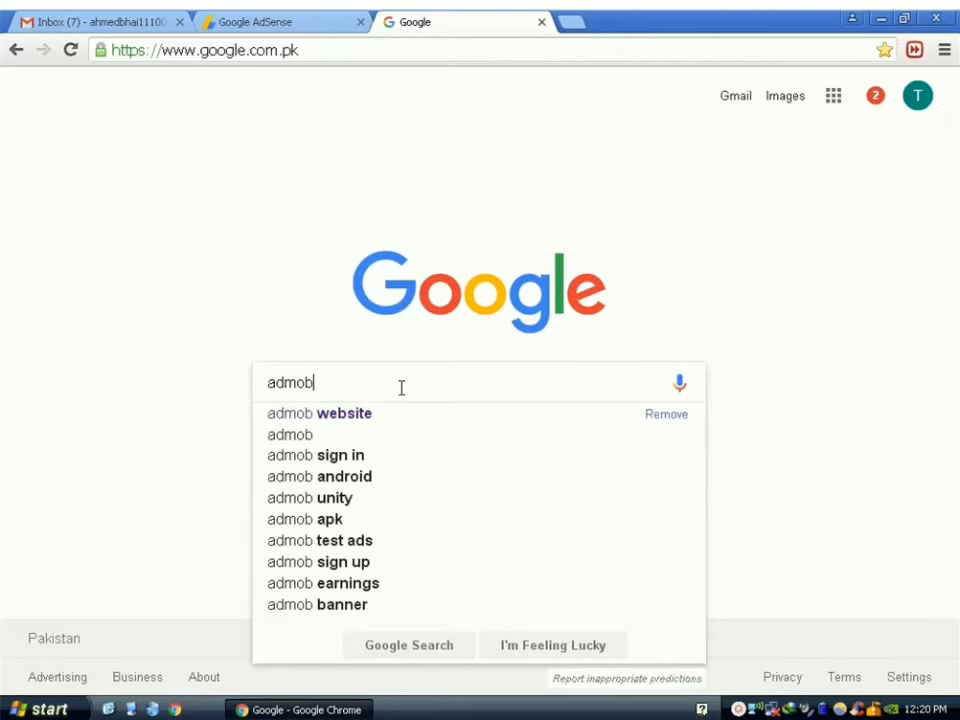 Inbox (7) - ahmedbhai11100
Google AdSense
Google
https://www.google.com.pk
Gmail
Images
2
T
Google
admob
admob website
Remove
admob
admob sign in
admob android
admob unity
admob apk
admob test ads
admob sign up
admob earnings
admob banner
Google Search
I'm Feeling Lucky
Pakistan
Advertising
Business
About
Report inappropriate predictions
Privacy
Terms
Settings
start
Google - Google Chrome
12:20 PM